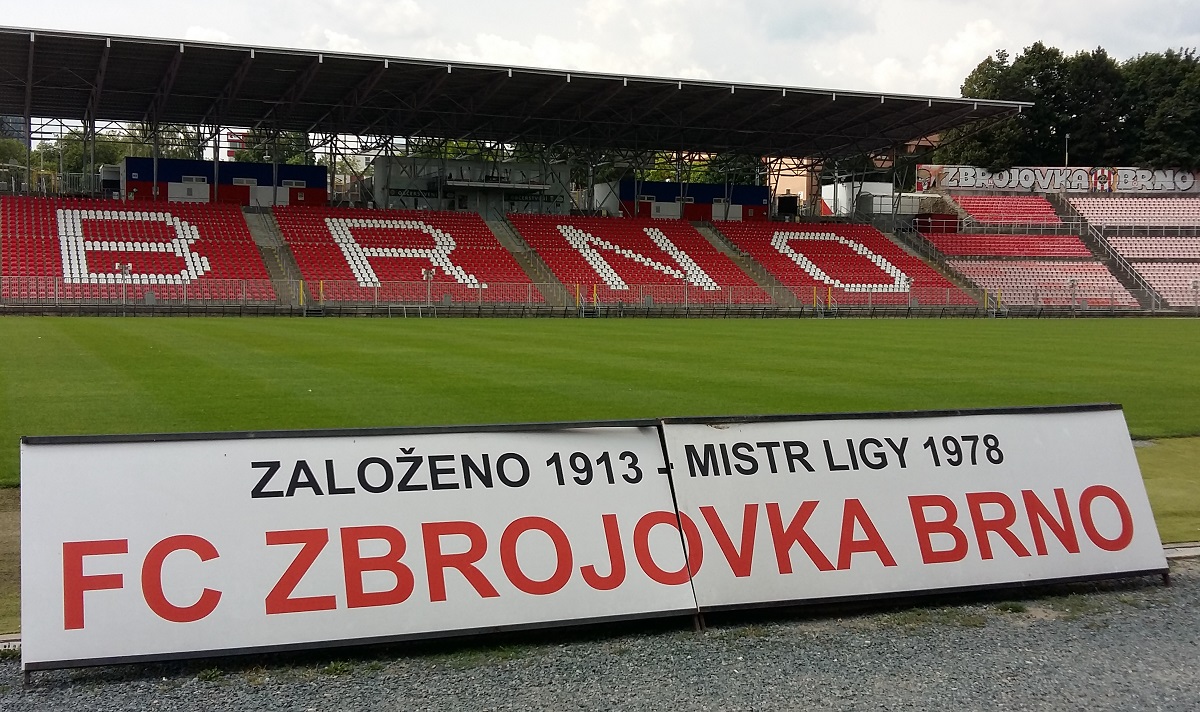 ZBROJOVKA BRNO
BRNO
ZALOŽENO 1913 - MISTR LIGY 1978
FC ZBROJOVKA BRNO